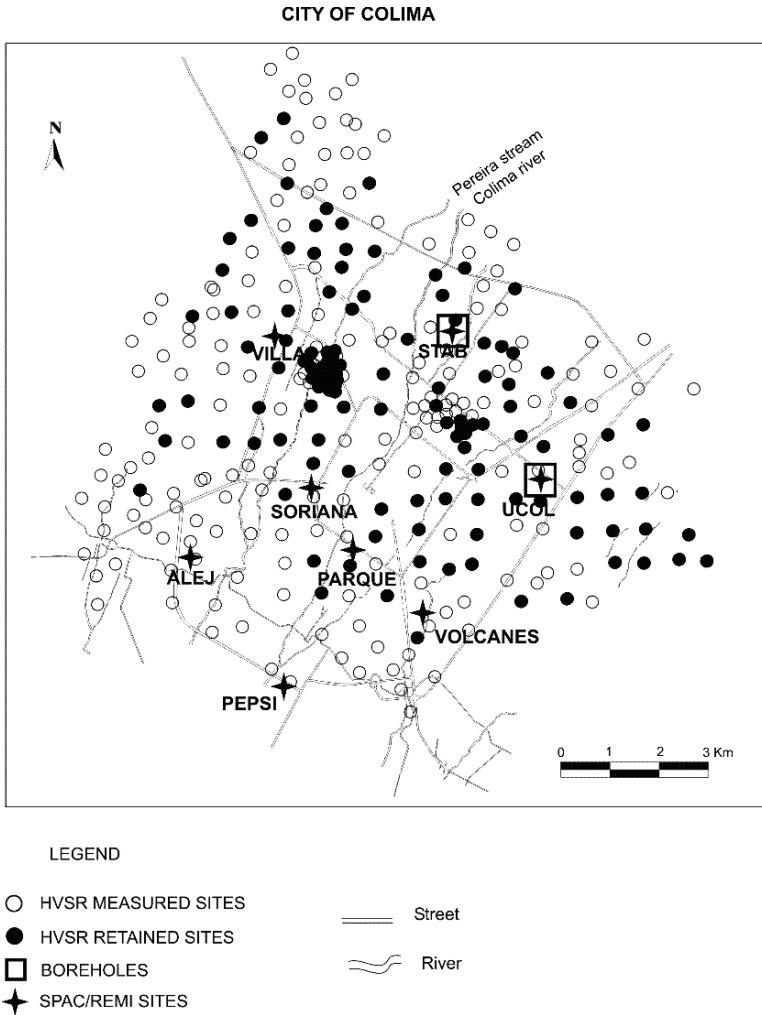 CITY OF COLIMA
N
Pereira stream
Colima river
VILLA
STAB
SORIANA
UCOL
ALEJ
PARQUE
VOLCANES
PEPSI
0 1 2 3 Km
LEGEND
HVSR MEASURED SITES
HVSR RETAINED SITES
BOREHOLES
SPAC/REMI SITES
Street
River